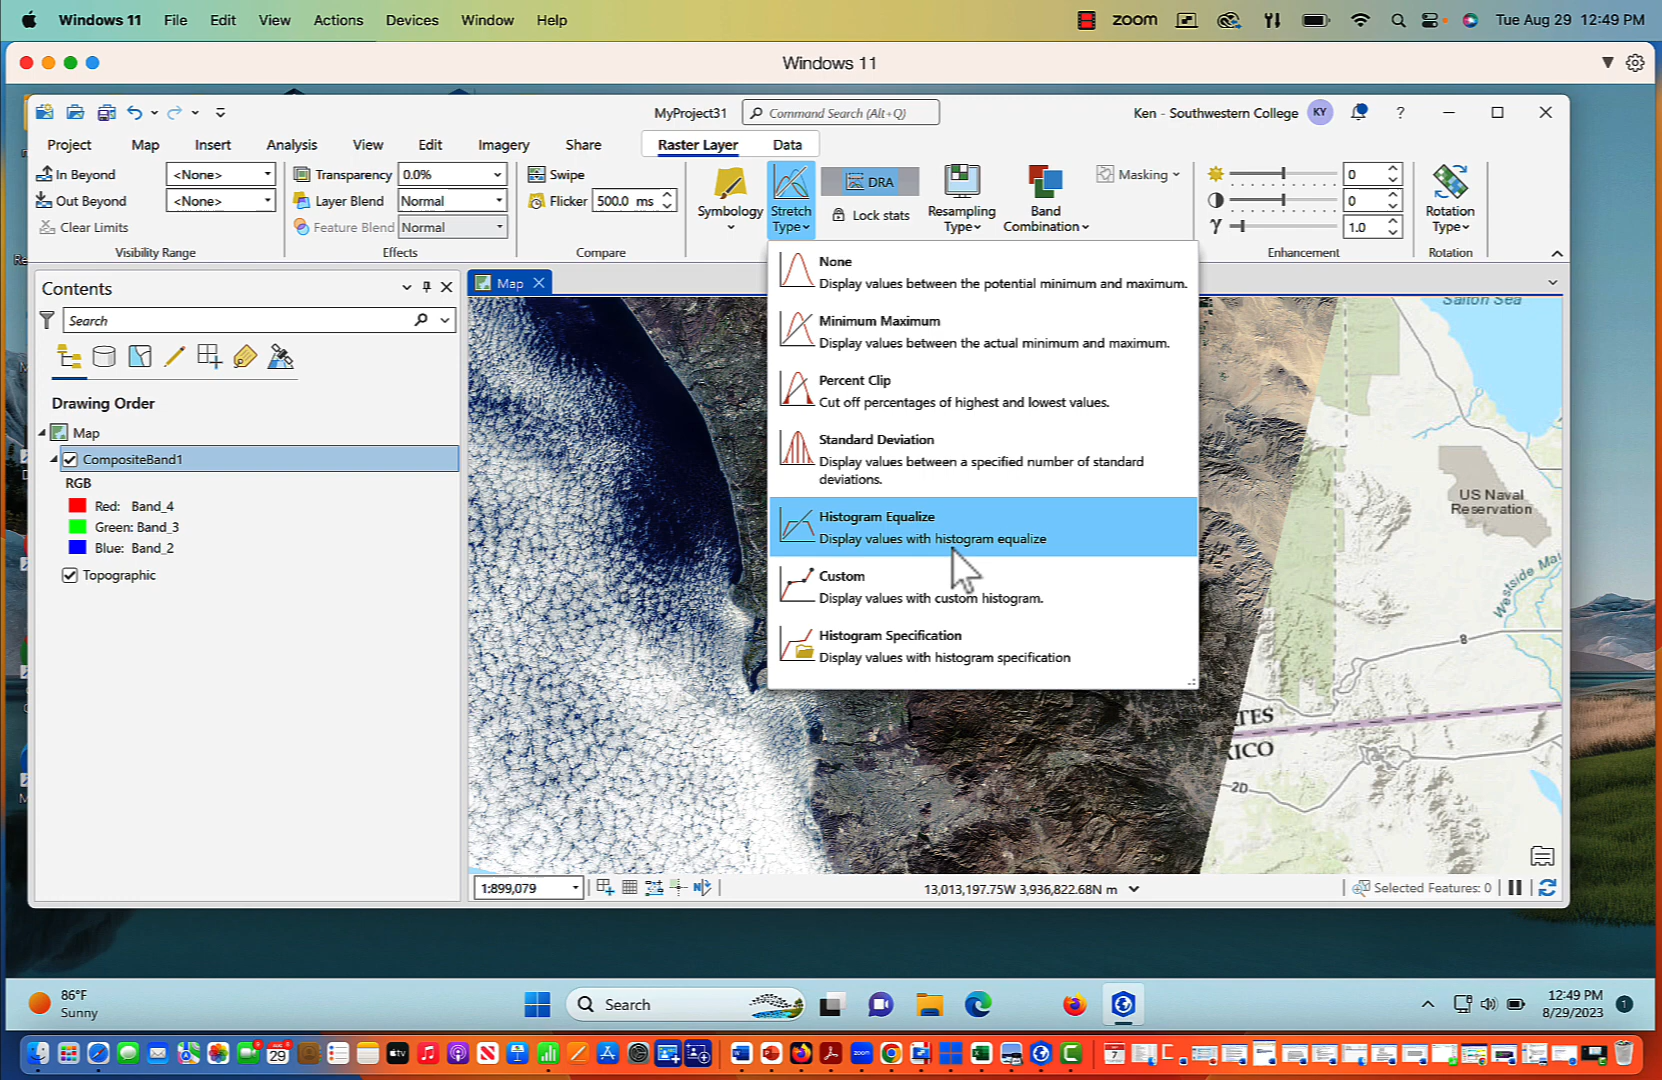 Windows 11 File Edit View Actions Devices Window Help
zoom Tue Aug 29 12:49 PM
Windows 11
MyProject31
Command Search (Alt+Q)
Ken - Southwestern College KY ?
Project Map Insert Analysis View Edit Imagery Share Raster Layer Data
In Beyond <None>
Out Beyond <None>
Clear Limits
Visibility Range
Transparency 0.0%
Layer Blend Normal
Feature Blend Normal
Effects
Swipe
Flicker 500.0 ms
Compare
Symbology
Stretch
Type
DRA
Lock stats
Resampling
Type
Band
Combination
Masking
0
0
γ 1.0
Enhancement
Rotation
Type
Rotation
Contents
Search
Drawing Order
Map
CompositeBand1
RGB
Red: Band_4
Green: Band_3
Blue: Band_2
Topographic
Map
None
Display values between the potential minimum and maximum.
Minimum Maximum
Display values between the actual minimum and maximum.
Percent Clip
Cut off percentages of highest and lowest values.
Standard Deviation
Display values between a specified number of standard
deviations.
Histogram Equalize
Display values with histogram equalize
Custom
Display values with custom histogram.
Histogram Specification
Display values with histogram specification
Salton Sea
US Naval
Reservation
Westside
8
TES
ICO
2D
1:899,079
13,013,197.75W 3,936,822.68N m
Selected Features: 0
86°F
Sunny
Search
12:49 PM
8/29/2023
1
AUG
29
tv
zoom
7